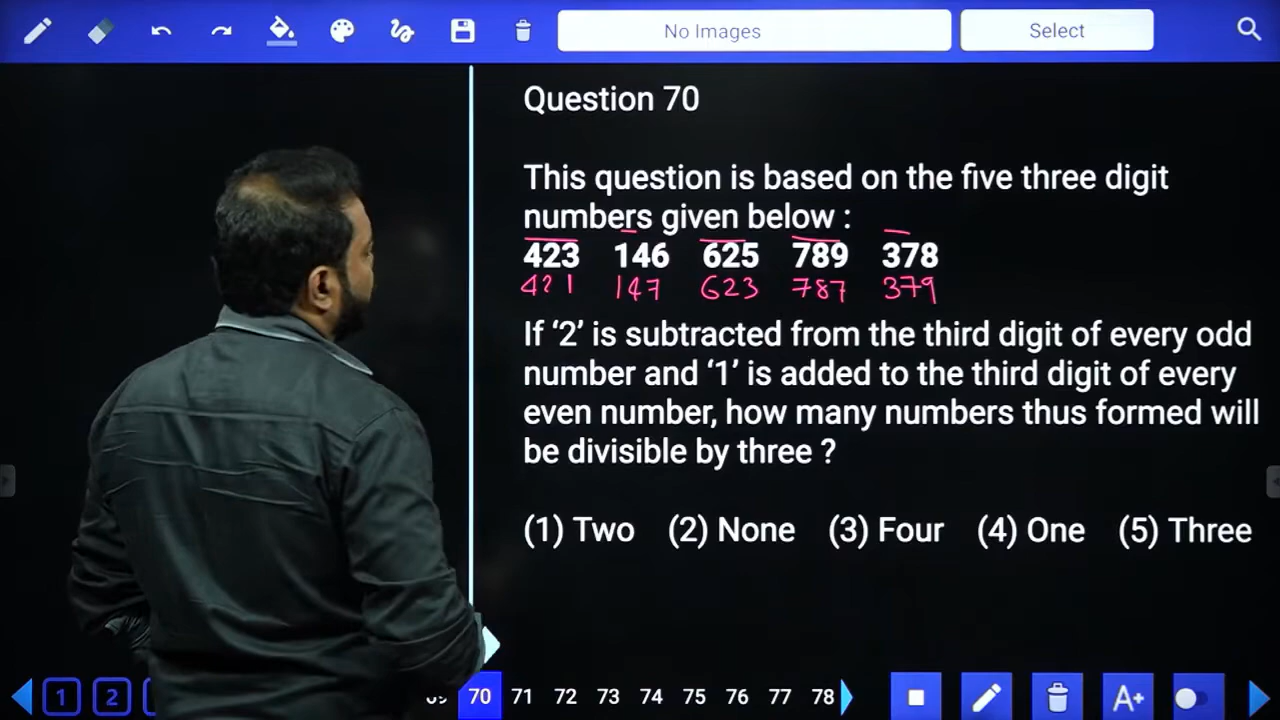 No Images
Select
Question 70
This question is based on the five three digit
numbers given below :
423 146 625 789 378
421 147 623 787 379
If ‘2’ is subtracted from the third digit of every odd
number and ‘1’ is added to the third digit of every
even number, how many numbers thus formed will
be divisible by three ?
(1) Two (2) None (3) Four (4) One (5) Three
1 2 69 70 71 72 73 74 75 76 77 78 A+